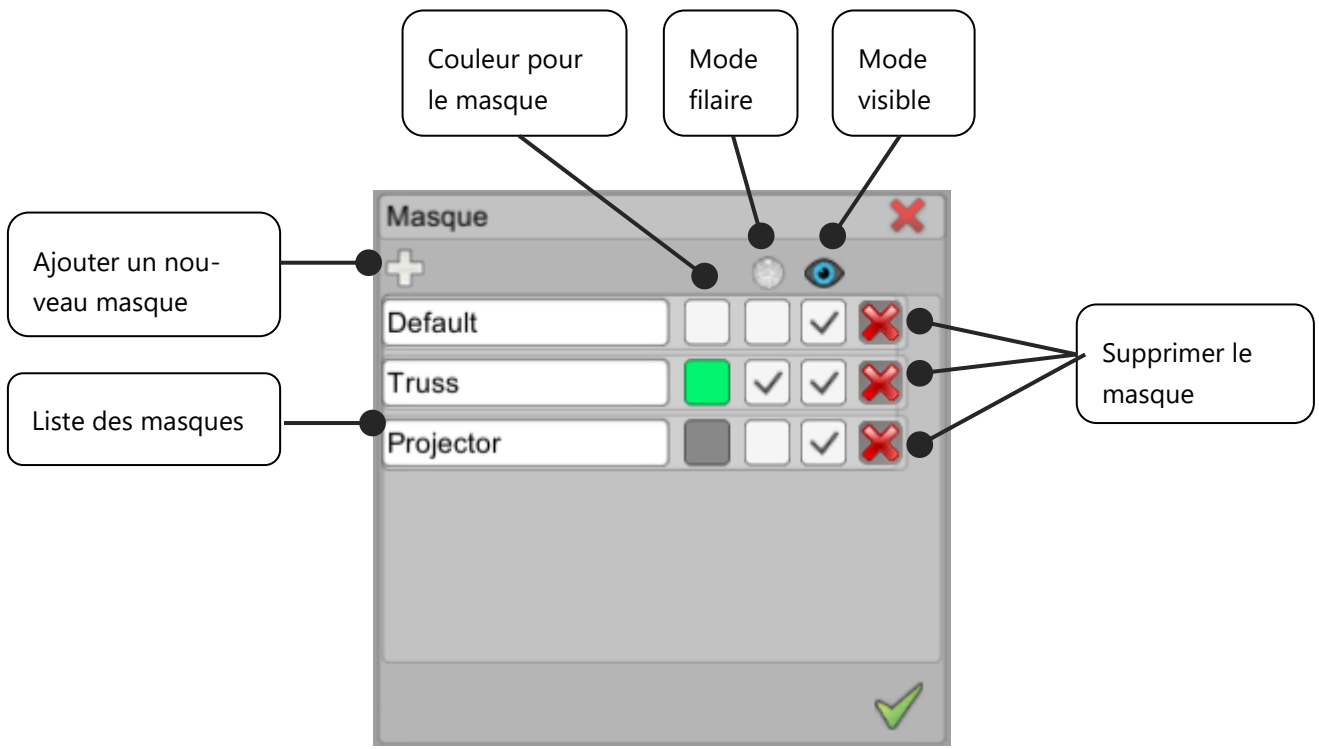 Couleur pour
le masque
Mode
filaire
Mode
visible
Masque
Ajouter un nou-
veau masque
Default
Supprimer le
masque
Truss
Liste des masques
Projector